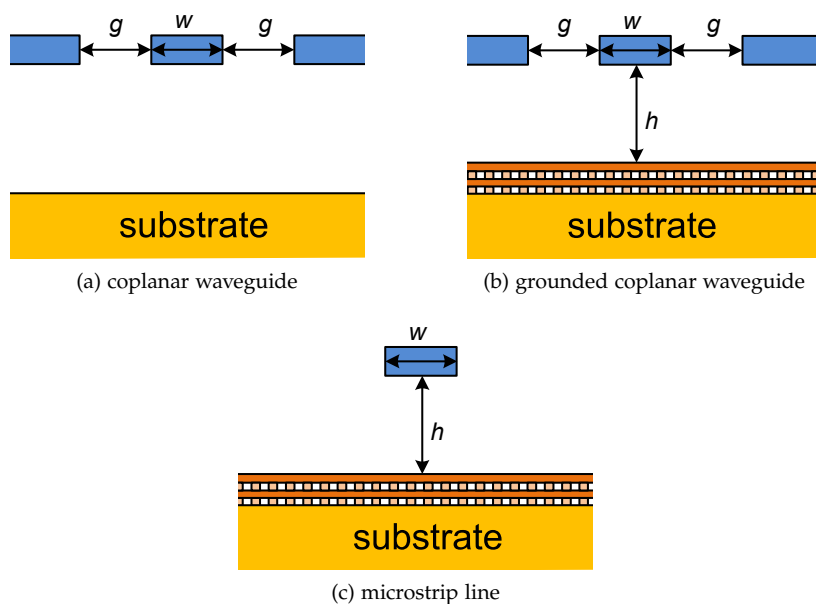 g w g
substrate
(a) coplanar waveguide
g w g
h
substrate
(b) grounded coplanar waveguide
w
h
substrate
(c) microstrip line